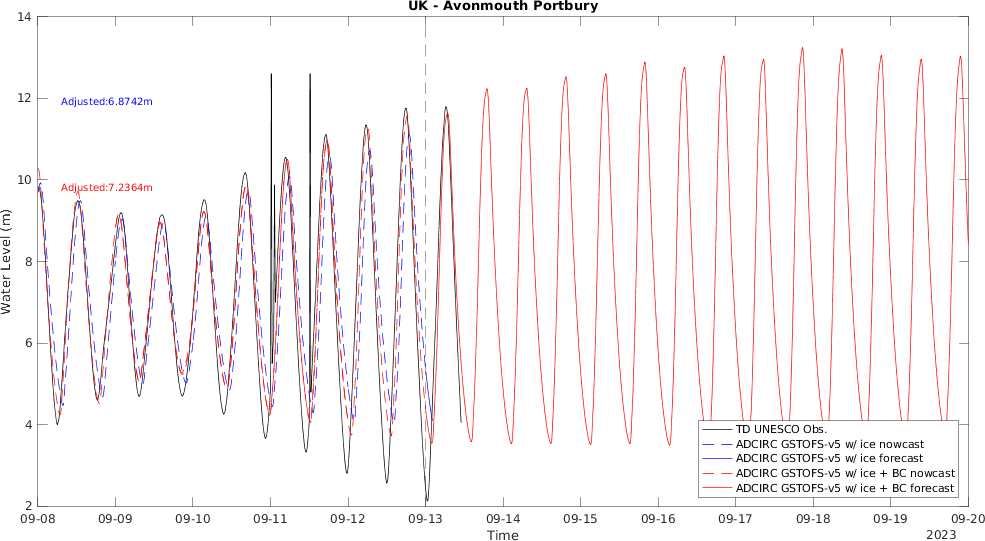 UK - Avonmouth Portbury
14
12
10
8
6
4
2
Water Level (m)
Adjusted:6.8742m
Adjusted:7.2364m
TD UNESCO Obs.
ADCIRC GSTOFS-v5 w/ ice nowcast
ADCIRC GSTOFS-v5 w/ ice forecast
ADCIRC GSTOFS-v5 w/ ice + BC nowcast
ADCIRC GSTOFS-v5 w/ ice + BC forecast
09-08 09-09 09-10 09-11 09-12 09-13 09-14 09-15 09-16 09-17 09-18 09-19 09-20
Time
2023